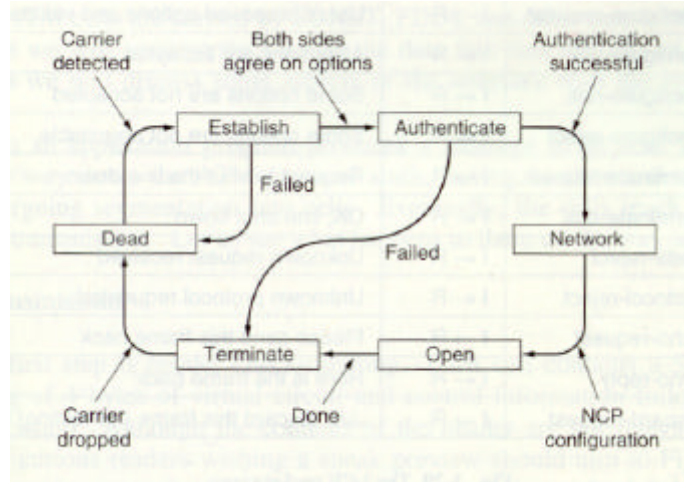 Carrier
detected
Both sides
agree on options
Authentication
successful
Establish
Authenticate
Failed
Dead
Failed
Network
Terminate
Open
Carrier
dropped
Done
NCP
configuration